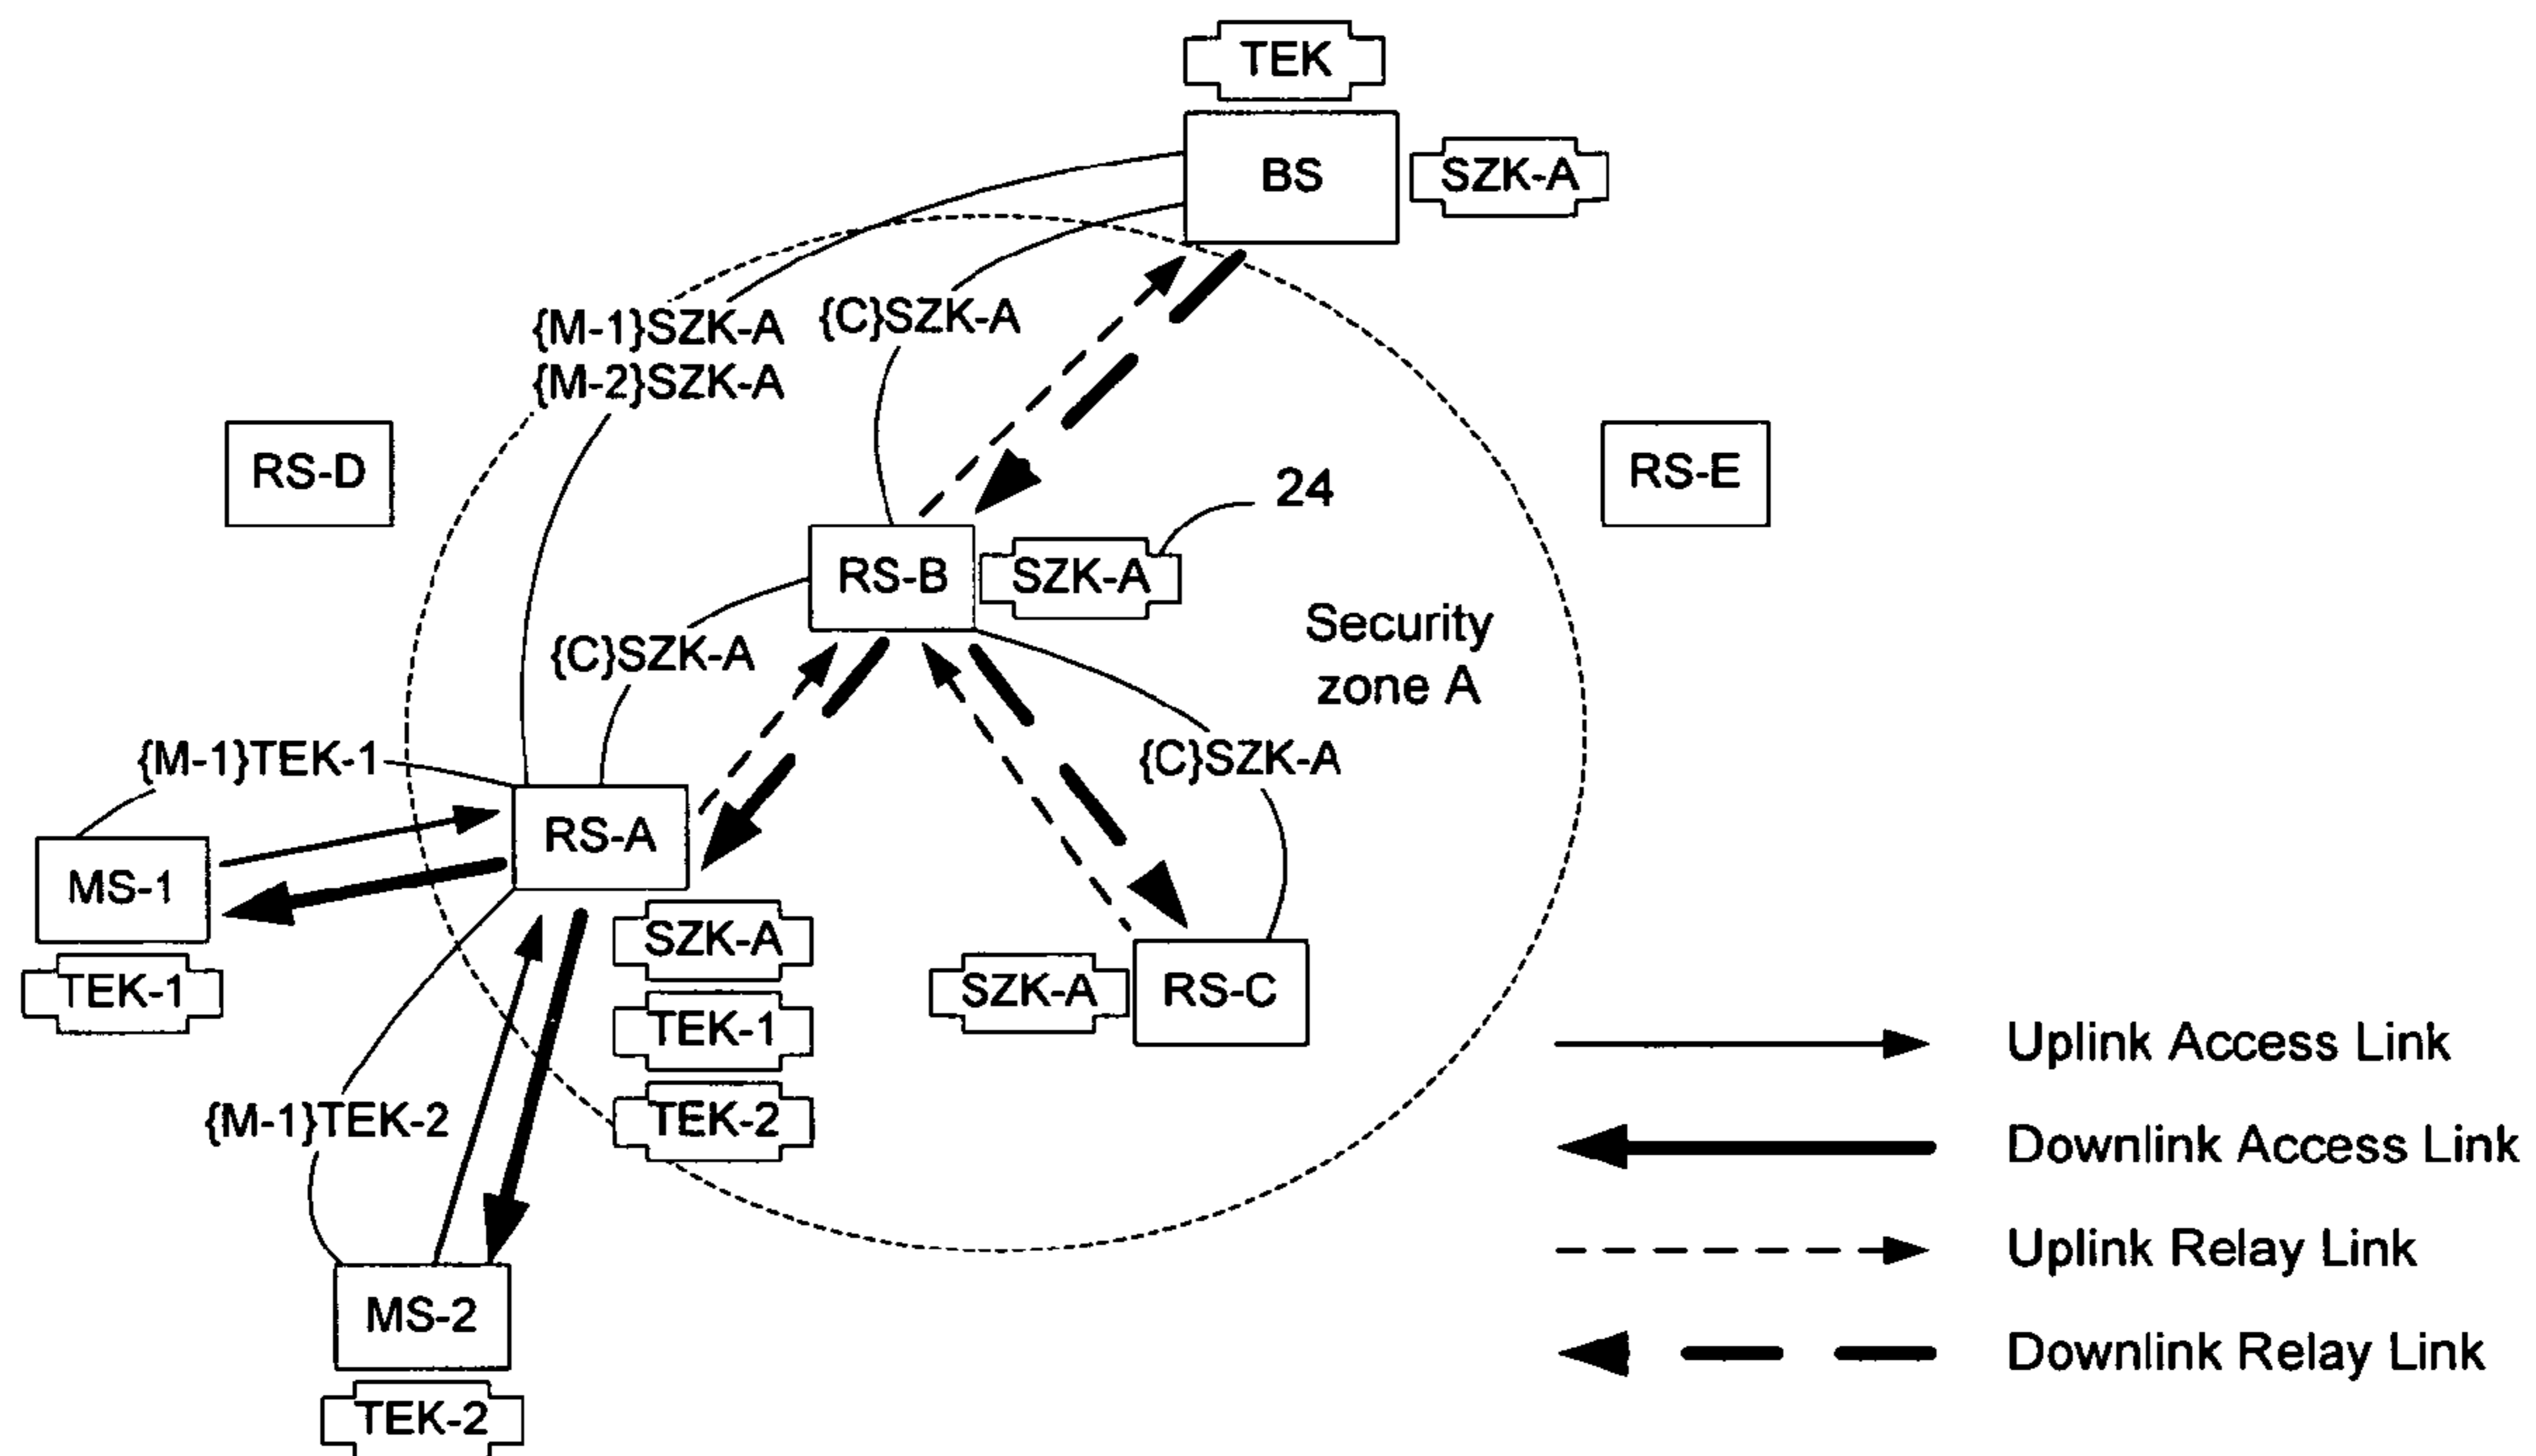 TEK
BS
SZK-A
{M-1}SZK-A
{M-2}SZK-A
{C}SZK-A
RS-D
RS-E
24
RS-B
SZK-A
Security
zone A
{C}SZK-A
{C}SZK-A
{M-1}TEK-1
RS-A
MS-1
TEK-1
SZK-A
TEK-1
TEK-2
SZK-A
RS-C
{M-1}TEK-2
MS-2
TEK-2
Uplink Access Link
Downlink Access Link
Uplink Relay Link
Downlink Relay Link